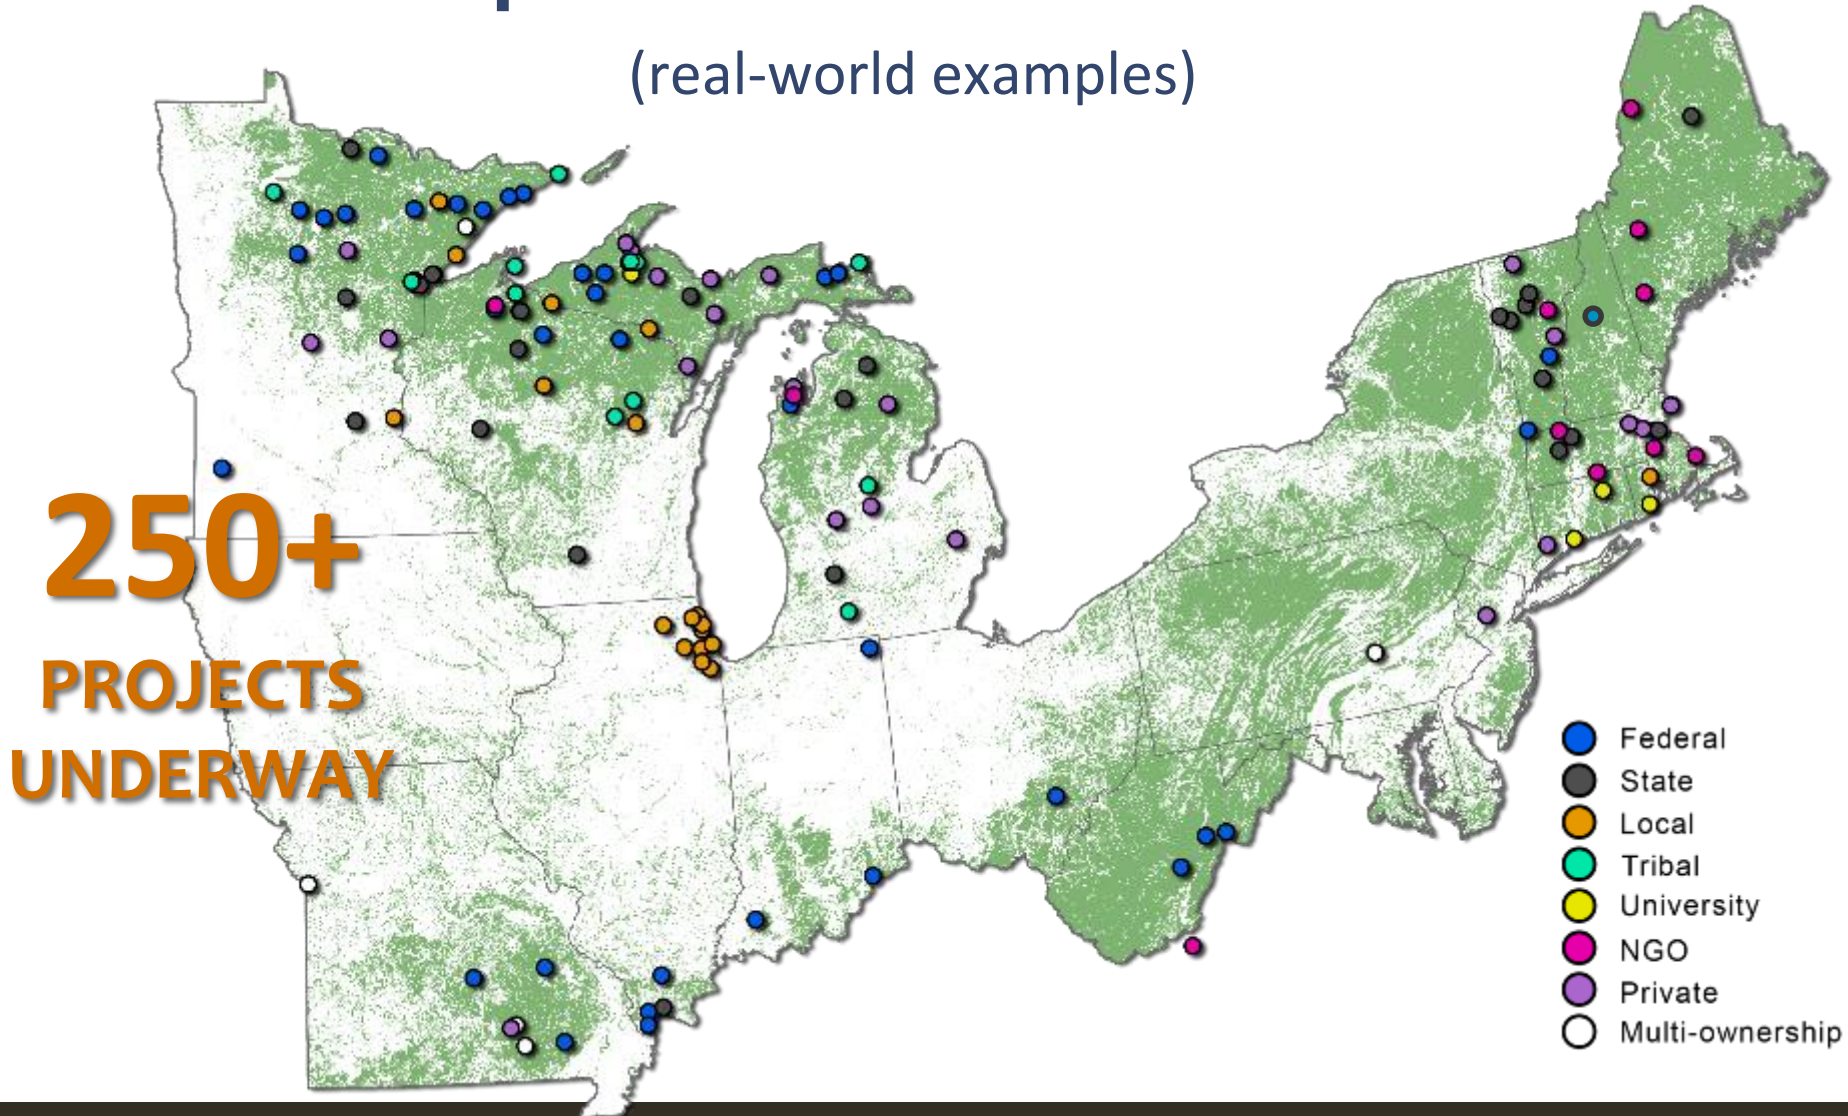 (real-world examples)
250+
PROJECTS
UNDERWAY
Federal
State
Local
Tribal
University
NGO
Private
Multi-ownership